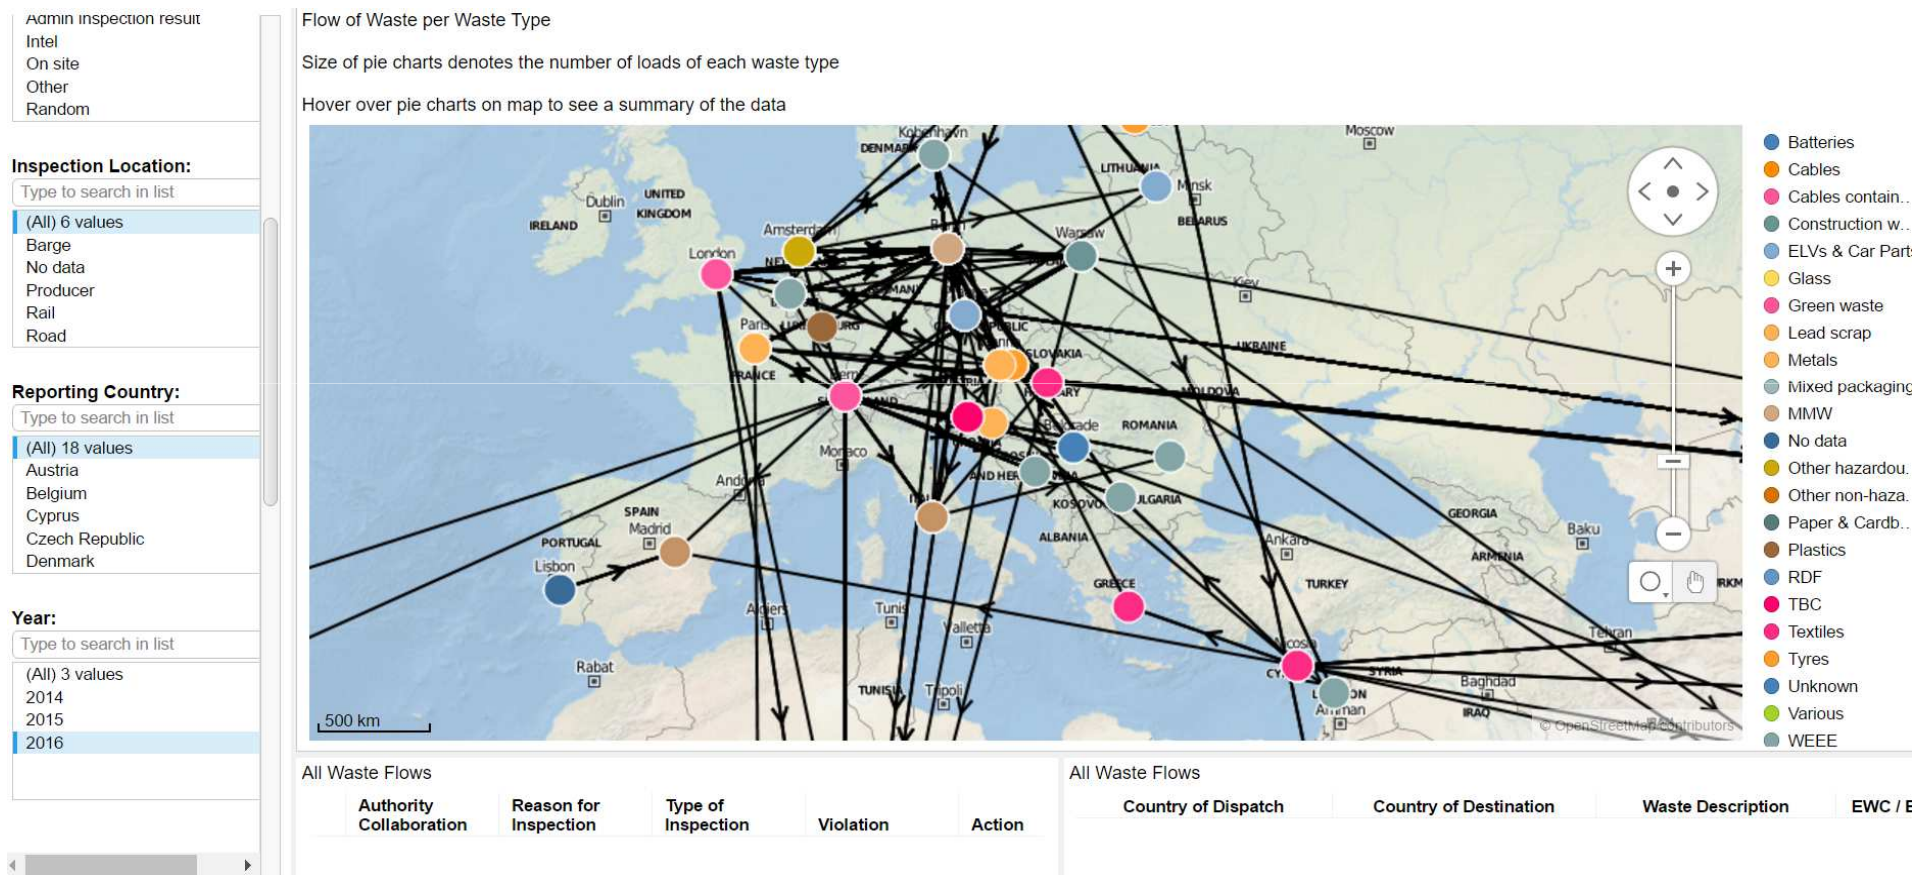 Admin Inspection result
Intel
On site
Other
Random
Inspection Location:
Type to search in list
(All) 6 values
Barge
No data
Producer
Rail
Road
Reporting Country:
Type to search in list
(All) 18 values
Austria
Belgium
Cyprus
Czech Republic
Denmark
Year:
Type to search in list
(All) 3 values
2014
2015
2016
Flow of Waste per Waste Type
Size of pie charts denotes the number of loads of each waste type
Hover over pie charts on map to see a summary of the data
København
Moscow
DENMARK
LITHUANIA
Minsk
Dublin
UNITED
KINGDOM
IRELAND
BELARUS
Amsterdam
Warsaw
London
Kiev
Paris
PUBLIC
UKRAINE
SLOVAKIA
FRANCE
MOLDOVA
Belgrade
ROMANIA
Monaco
AND HER
KOSOVO
SPAIN
Madrid
PORTUGAL
ALBANIA
GEORGIA
Baku
Ankara
ARMENIA
Lisbon
GREECE
TURKEY
Algiers
Tunis
Valletta
Tehran
Rabat
SYRIA
TUNISIA
Tripoli
Baghdad
Amman
IRAQ
500 km
© OpenStreetMap contributors
Batteries
Cables
Cables contain...
Construction w...
ELVs & Car Parts
Glass
Green waste
Lead scrap
Metals
Mixed packaging
MMW
No data
Other hazardou.
Other non-haza.
Paper & Cardb...
Plastics
RDF
TBC
Textiles
Tyres
Unknown
Various
WEEE
All Waste Flows
Authority Collaboration
Reason for Inspection
Type of Inspection
Violation
Action
All Waste Flows
Country of Dispatch
Country of Destination
Waste Description
EWC / E